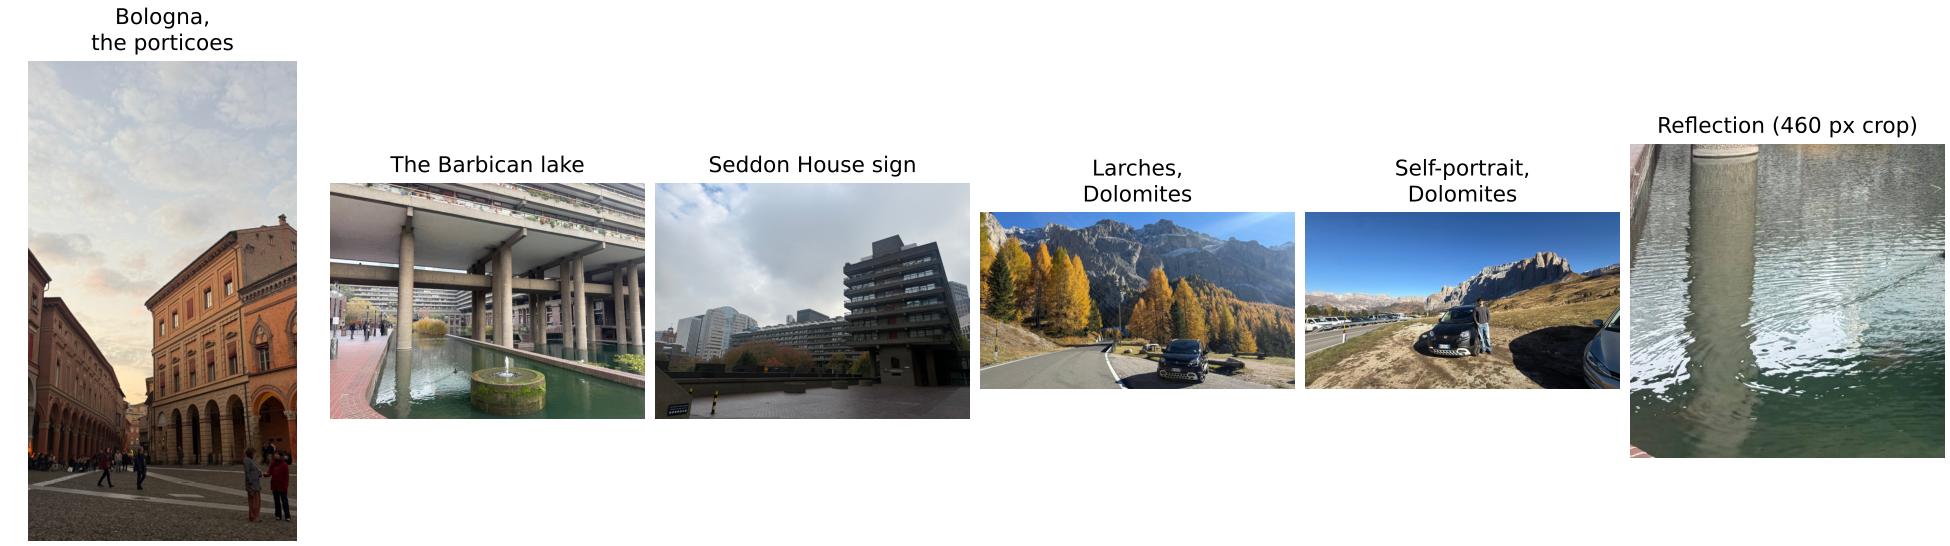 Bologna,
the porticoes
The Barbican lake
Seddon House sign
Larches,
Dolomites
Self-portrait,
Dolomites
Reflection (460 px crop)